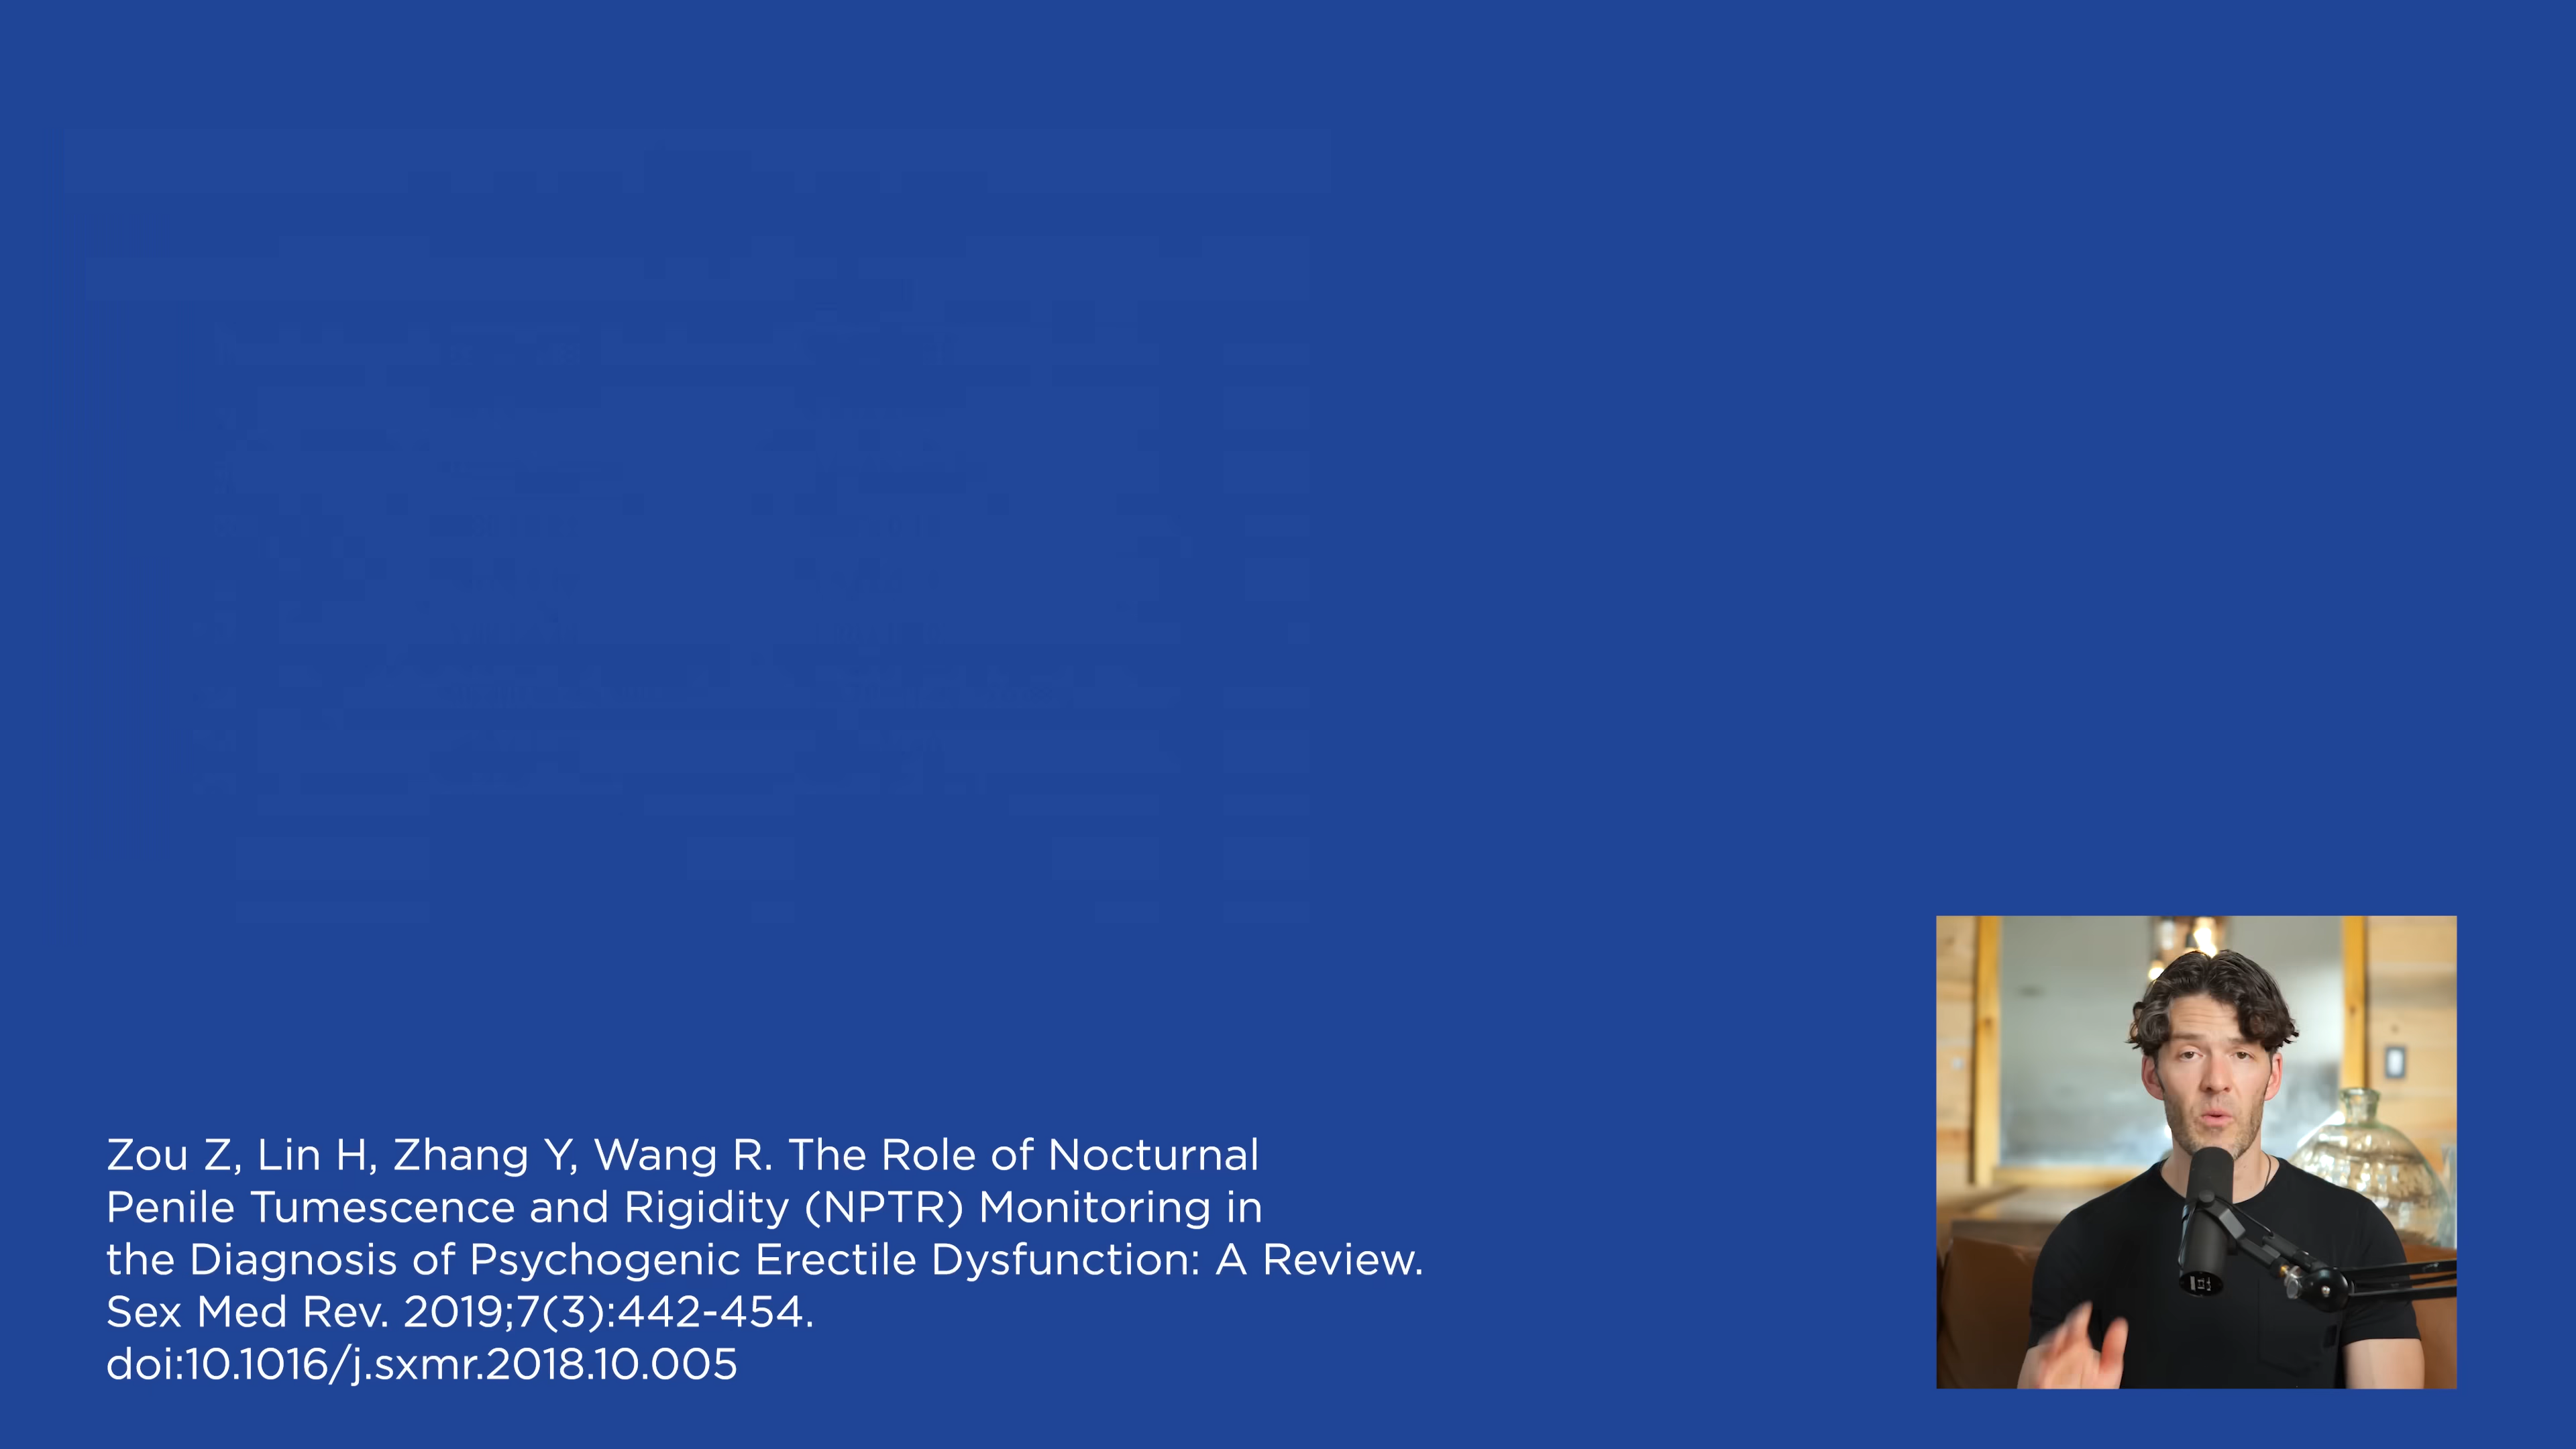 Zou Z, Lin H, Zhang Y, Wang R. The Role of Nocturnal
Penile Tumescence and Rigidity (NPTR) Monitoring in
the Diagnosis of Psychogenic Erectile Dysfunction: A Review.
Sex Med Rev. 2019;7(3):442-454.
doi:10.1016/j.sxmr.2018.10.005